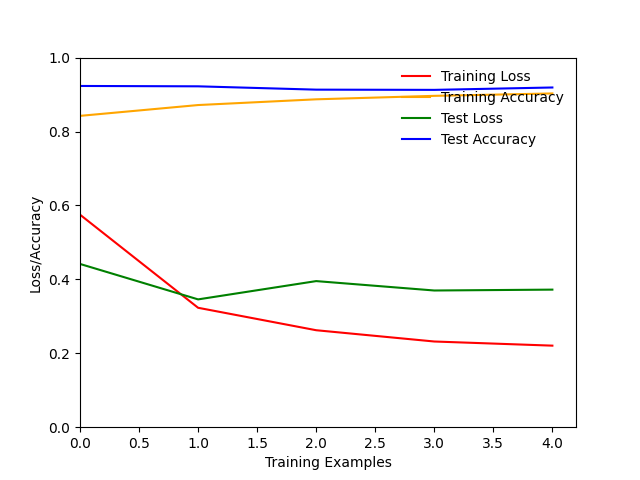 1.0
0.8
0.6
0.4
0.2
0.0
Loss/Accuracy
Training Loss
Training Accuracy
Test Loss
Test Accuracy
0.0 0.5 1.0 1.5 2.0 2.5 3.0 3.5 4.0
Training Examples